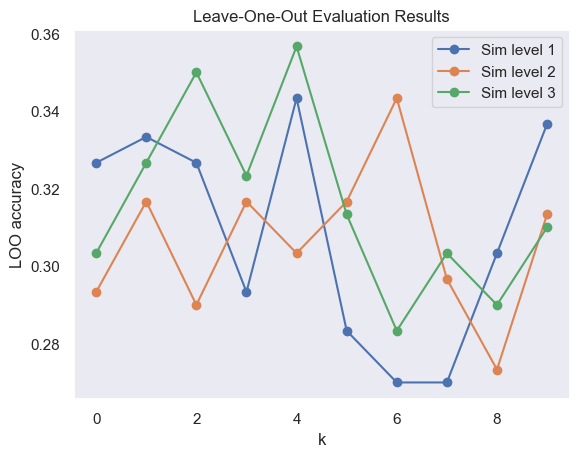 Leave-One-Out Evaluation Results
0.36
0.34
0.32
0.30
0.28
LOO accuracy
Sim level 1
Sim level 2
Sim level 3
0 2 4 6 8
k